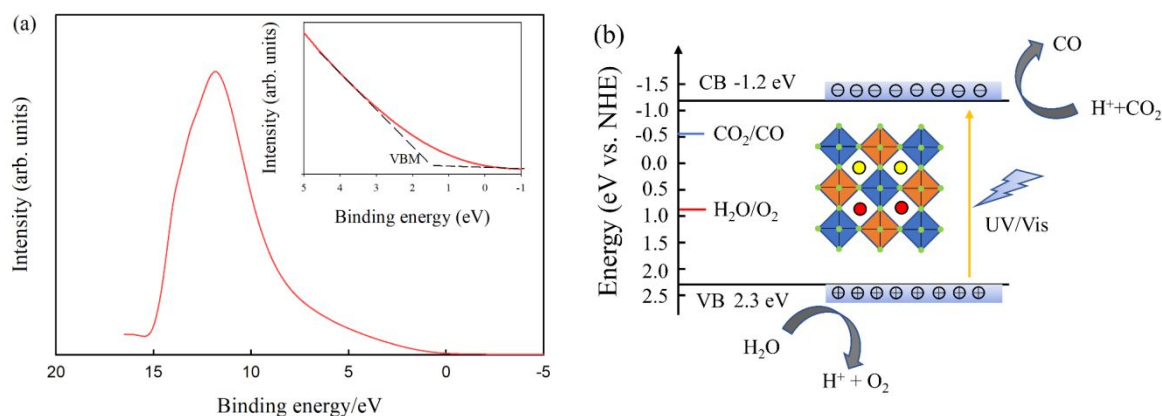 (a)
Intensity (arb. units)
20
15
10
5
0
-5
Binding energy/eV
Intensity (arb. units)
VBM
5
4
3
2
1
0
-1
Binding energy (eV)
(b)
Energy (eV vs. NHE)
-1.5
-1.0
-0.5
0.0
0.5
1.0
1.5
2.0
2.5
CB -1.2 eV
CO₂/CO
H₂O/O₂
VB 2.3 eV
CO
H⁺+CO₂
UV/Vis
H₂O
H⁺ + O₂